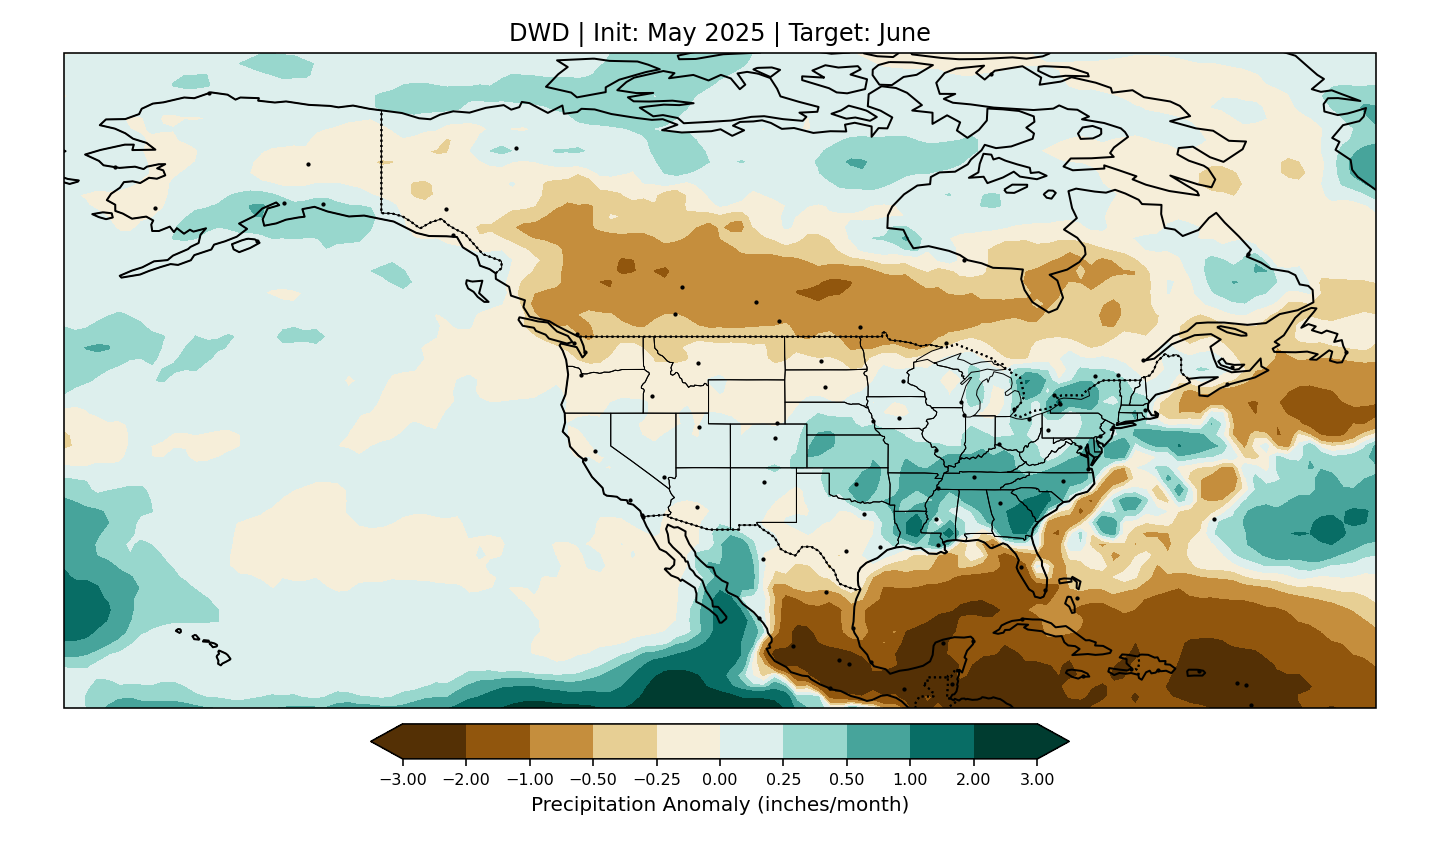 DWD | Init: May 2025 | Target: June
−3.00 −2.00 −1.00 −0.50 −0.25 0.00 0.25 0.50 1.00 2.00 3.00
Precipitation Anomaly (inches/month)